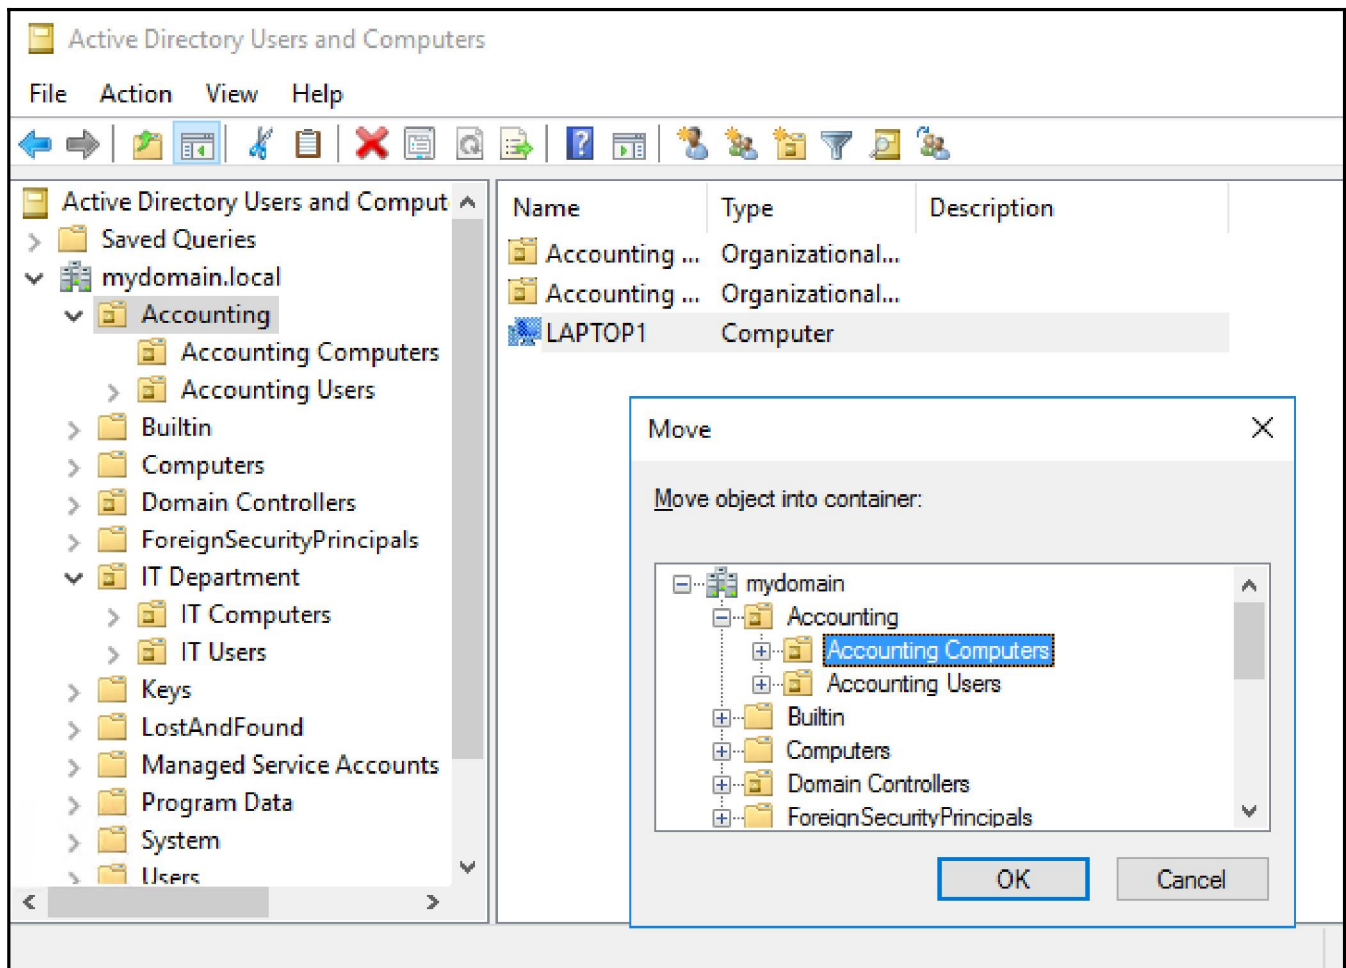 Active Directory Users and Computers
File Action View Help
Active Directory Users and Comput
Saved Queries
mydomain.local
Accounting
Accounting Computers
Accounting Users
Builtin
Computers
Domain Controllers
ForeignSecurityPrincipals
IT Department
IT Computers
IT Users
Keys
LostAndFound
Managed Service Accounts
Program Data
System
Users
Name Type Description
Accounting ... Organizational...
Accounting ... Organizational...
LAPTOP1 Computer
Move
Move object into container:
mydomain
Accounting
Accounting Computers
Accounting Users
Builtin
Computers
Domain Controllers
ForeignSecurityPrincipals
OK Cancel